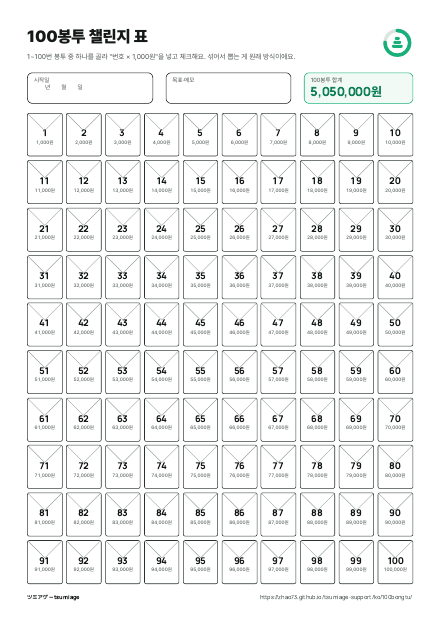 100봉투 챌린지 표
1~100번 봉투 중 하나를 골라 "번호 × 1,000원"을 넣고 체크해요. 섞어서 뽑는 게 원래 방식이에요.
시작일
년 월 일
목표·메모
100봉투 합계
5,050,000원
1 2 3 4 5 6 7 8 9 10
1,000원 2,000원 3,000원 4,000원 5,000원 6,000원 7,000원 8,000원 9,000원 10,000원
11 12 13 14 15 16 17 18 19 20
11,000원 12,000원 13,000원 14,000원 15,000원 16,000원 17,000원 18,000원 19,000원 20,000원
21 22 23 24 25 26 27 28 29 30
21,000원 22,000원 23,000원 24,000원 25,000원 26,000원 27,000원 28,000원 29,000원 30,000원
31 32 33 34 35 36 37 38 39 40
31,000원 32,000원 33,000원 34,000원 35,000원 36,000원 37,000원 38,000원 39,000원 40,000원
41 42 43 44 45 46 47 48 49 50
41,000원 42,000원 43,000원 44,000원 45,000원 46,000원 47,000원 48,000원 49,000원 50,000원
51 52 53 54 55 56 57 58 59 60
51,000원 52,000원 53,000원 54,000원 55,000원 56,000원 57,000원 58,000원 59,000원 60,000원
61 62 63 64 65 66 67 68 69 70
61,000원 62,000원 63,000원 64,000원 65,000원 66,000원 67,000원 68,000원 69,000원 70,000원
71 72 73 74 75 76 77 78 79 80
71,000원 72,000원 73,000원 74,000원 75,000원 76,000원 77,000원 78,000원 79,000원 80,000원
81 82 83 84 85 86 87 88 89 90
81,000원 82,000원 83,000원 84,000원 85,000원 86,000원 87,000원 88,000원 89,000원 90,000원
91 92 93 94 95 96 97 98 99 100
91,000원 92,000원 93,000원 94,000원 95,000원 96,000원 97,000원 98,000원 99,000원 100,000원
ツミアゲ — tsumiage
https://zhao73.github.io/tsumiage-support/ko/100bongtu/